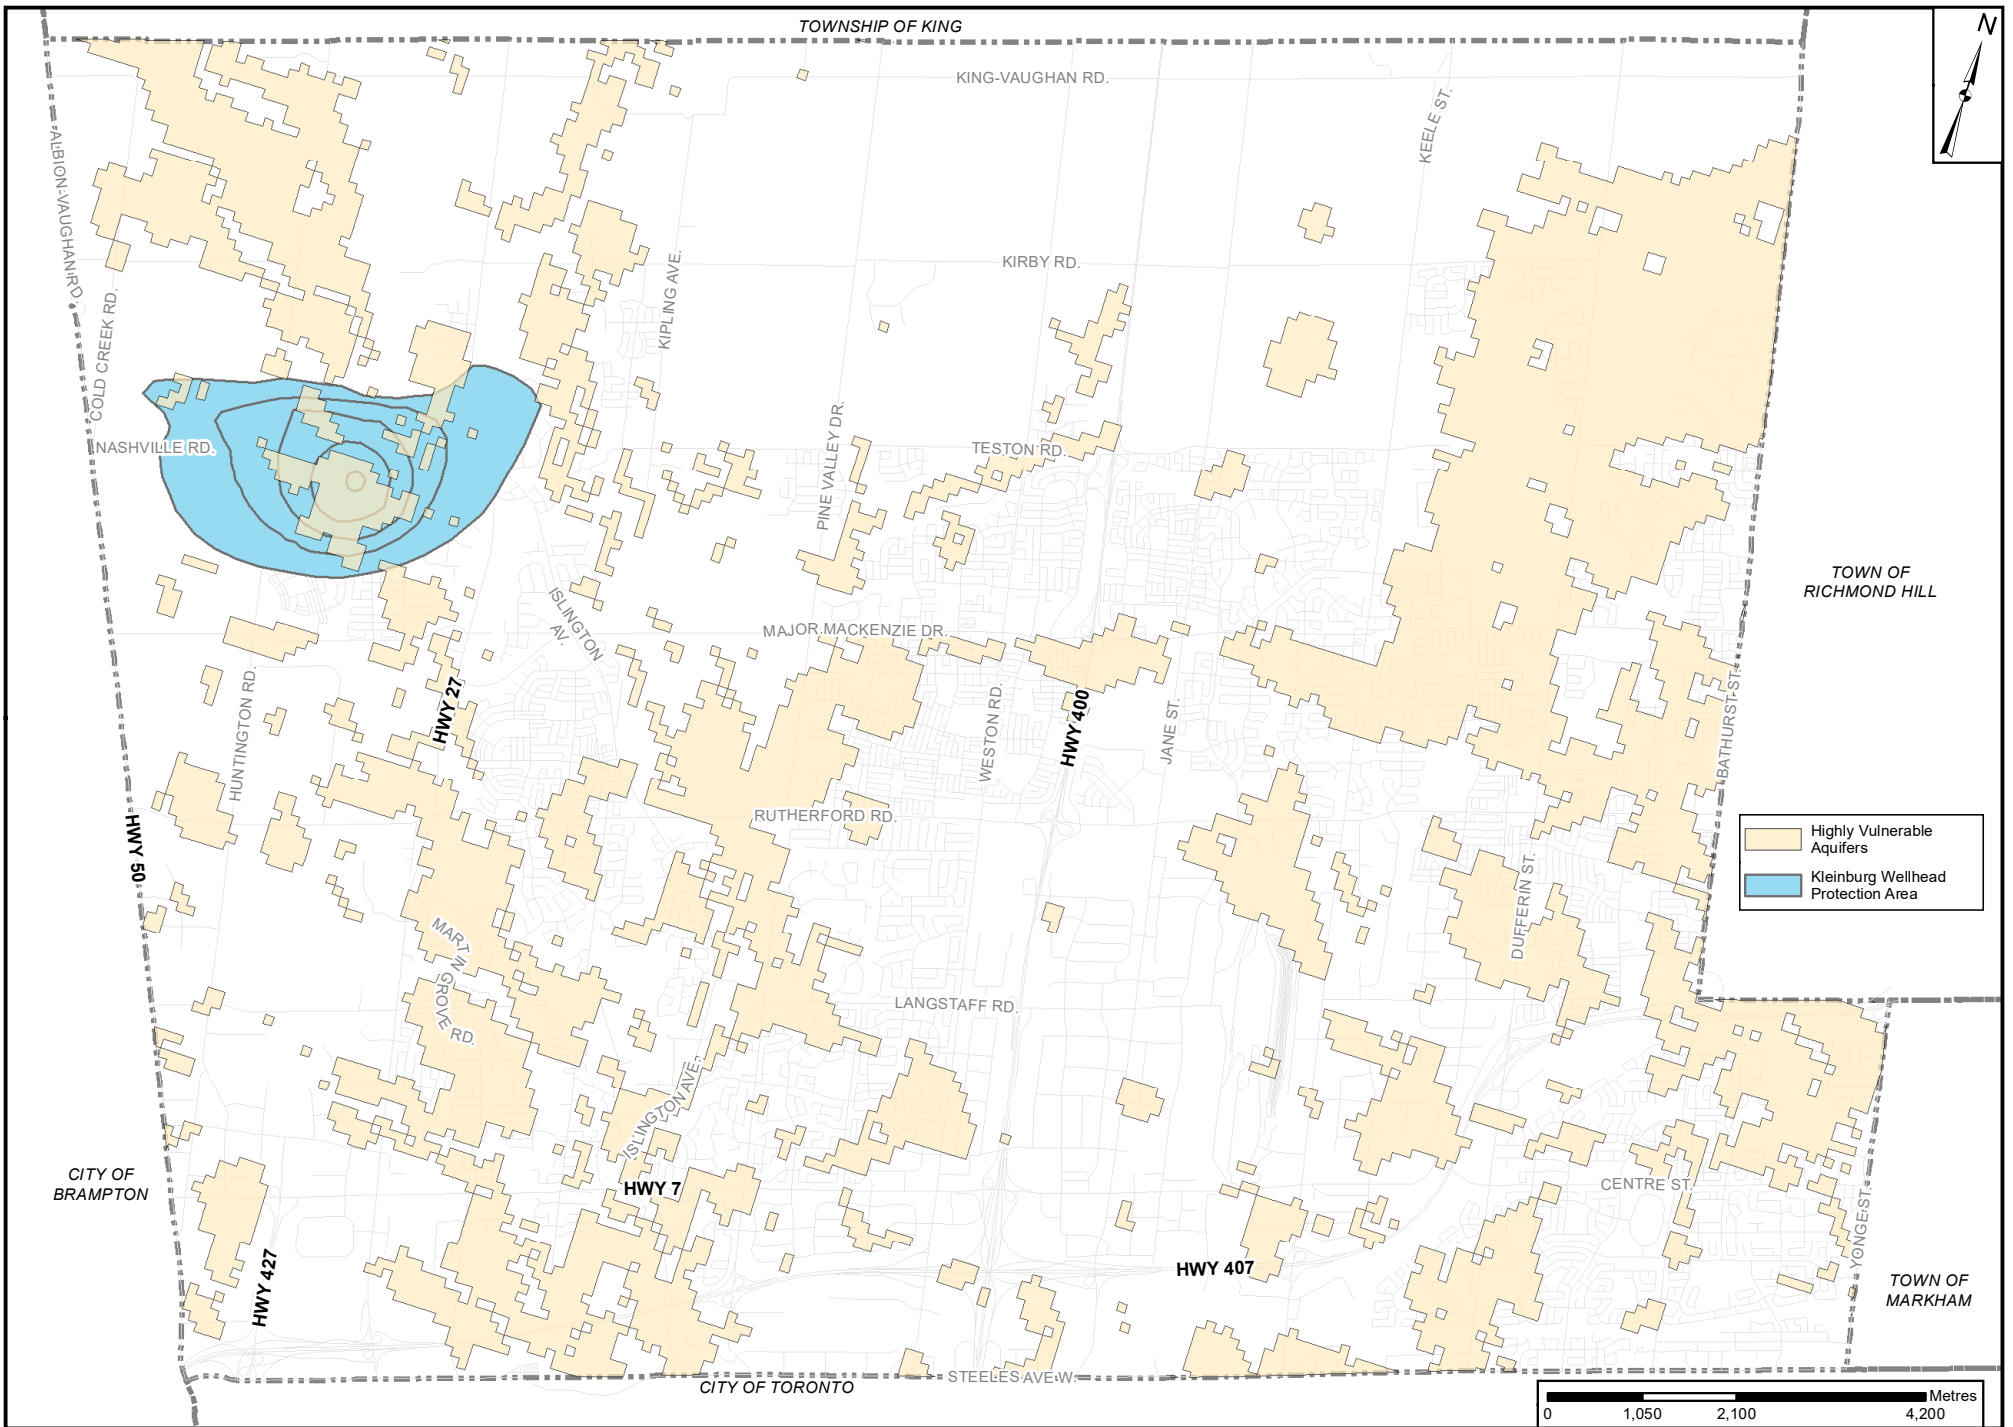 TOWNSHIP OF KING
N
KING-VAUGHAN RD.
KEELE ST.
ALBION-VAUGHAN RD.
KIRBY RD.
KIPLING AVE.
COLD CREEK RD.
NASHVILLE RD.
PINE VALLEY DR.
TESTON RD.
TOWN OF
RICHMOND HILL
ISLINGTON
AV.
MAJOR MACKENZIE DR.
HUNTINGTON RD.
HWY 27
WESTON RD.
HWY 400
JANE ST.
BATHURST ST.
RUTHERFORD RD.
HWY 50
Highly Vulnerable
Aquifers
Kleinburg Wellhead
Protection Area
DUFFERIN ST.
MARTIN GROVE RD.
LANGSTAFF RD.
ISLINGTON AVE.
CITY OF
BRAMPTON
HWY 7
CENTRE ST.
YONGE ST.
HWY 427
HWY 407
TOWN OF
MARKHAM
STEELES AVE W.
CITY OF TORONTO
Metres
0 1,050 2,100 4,200